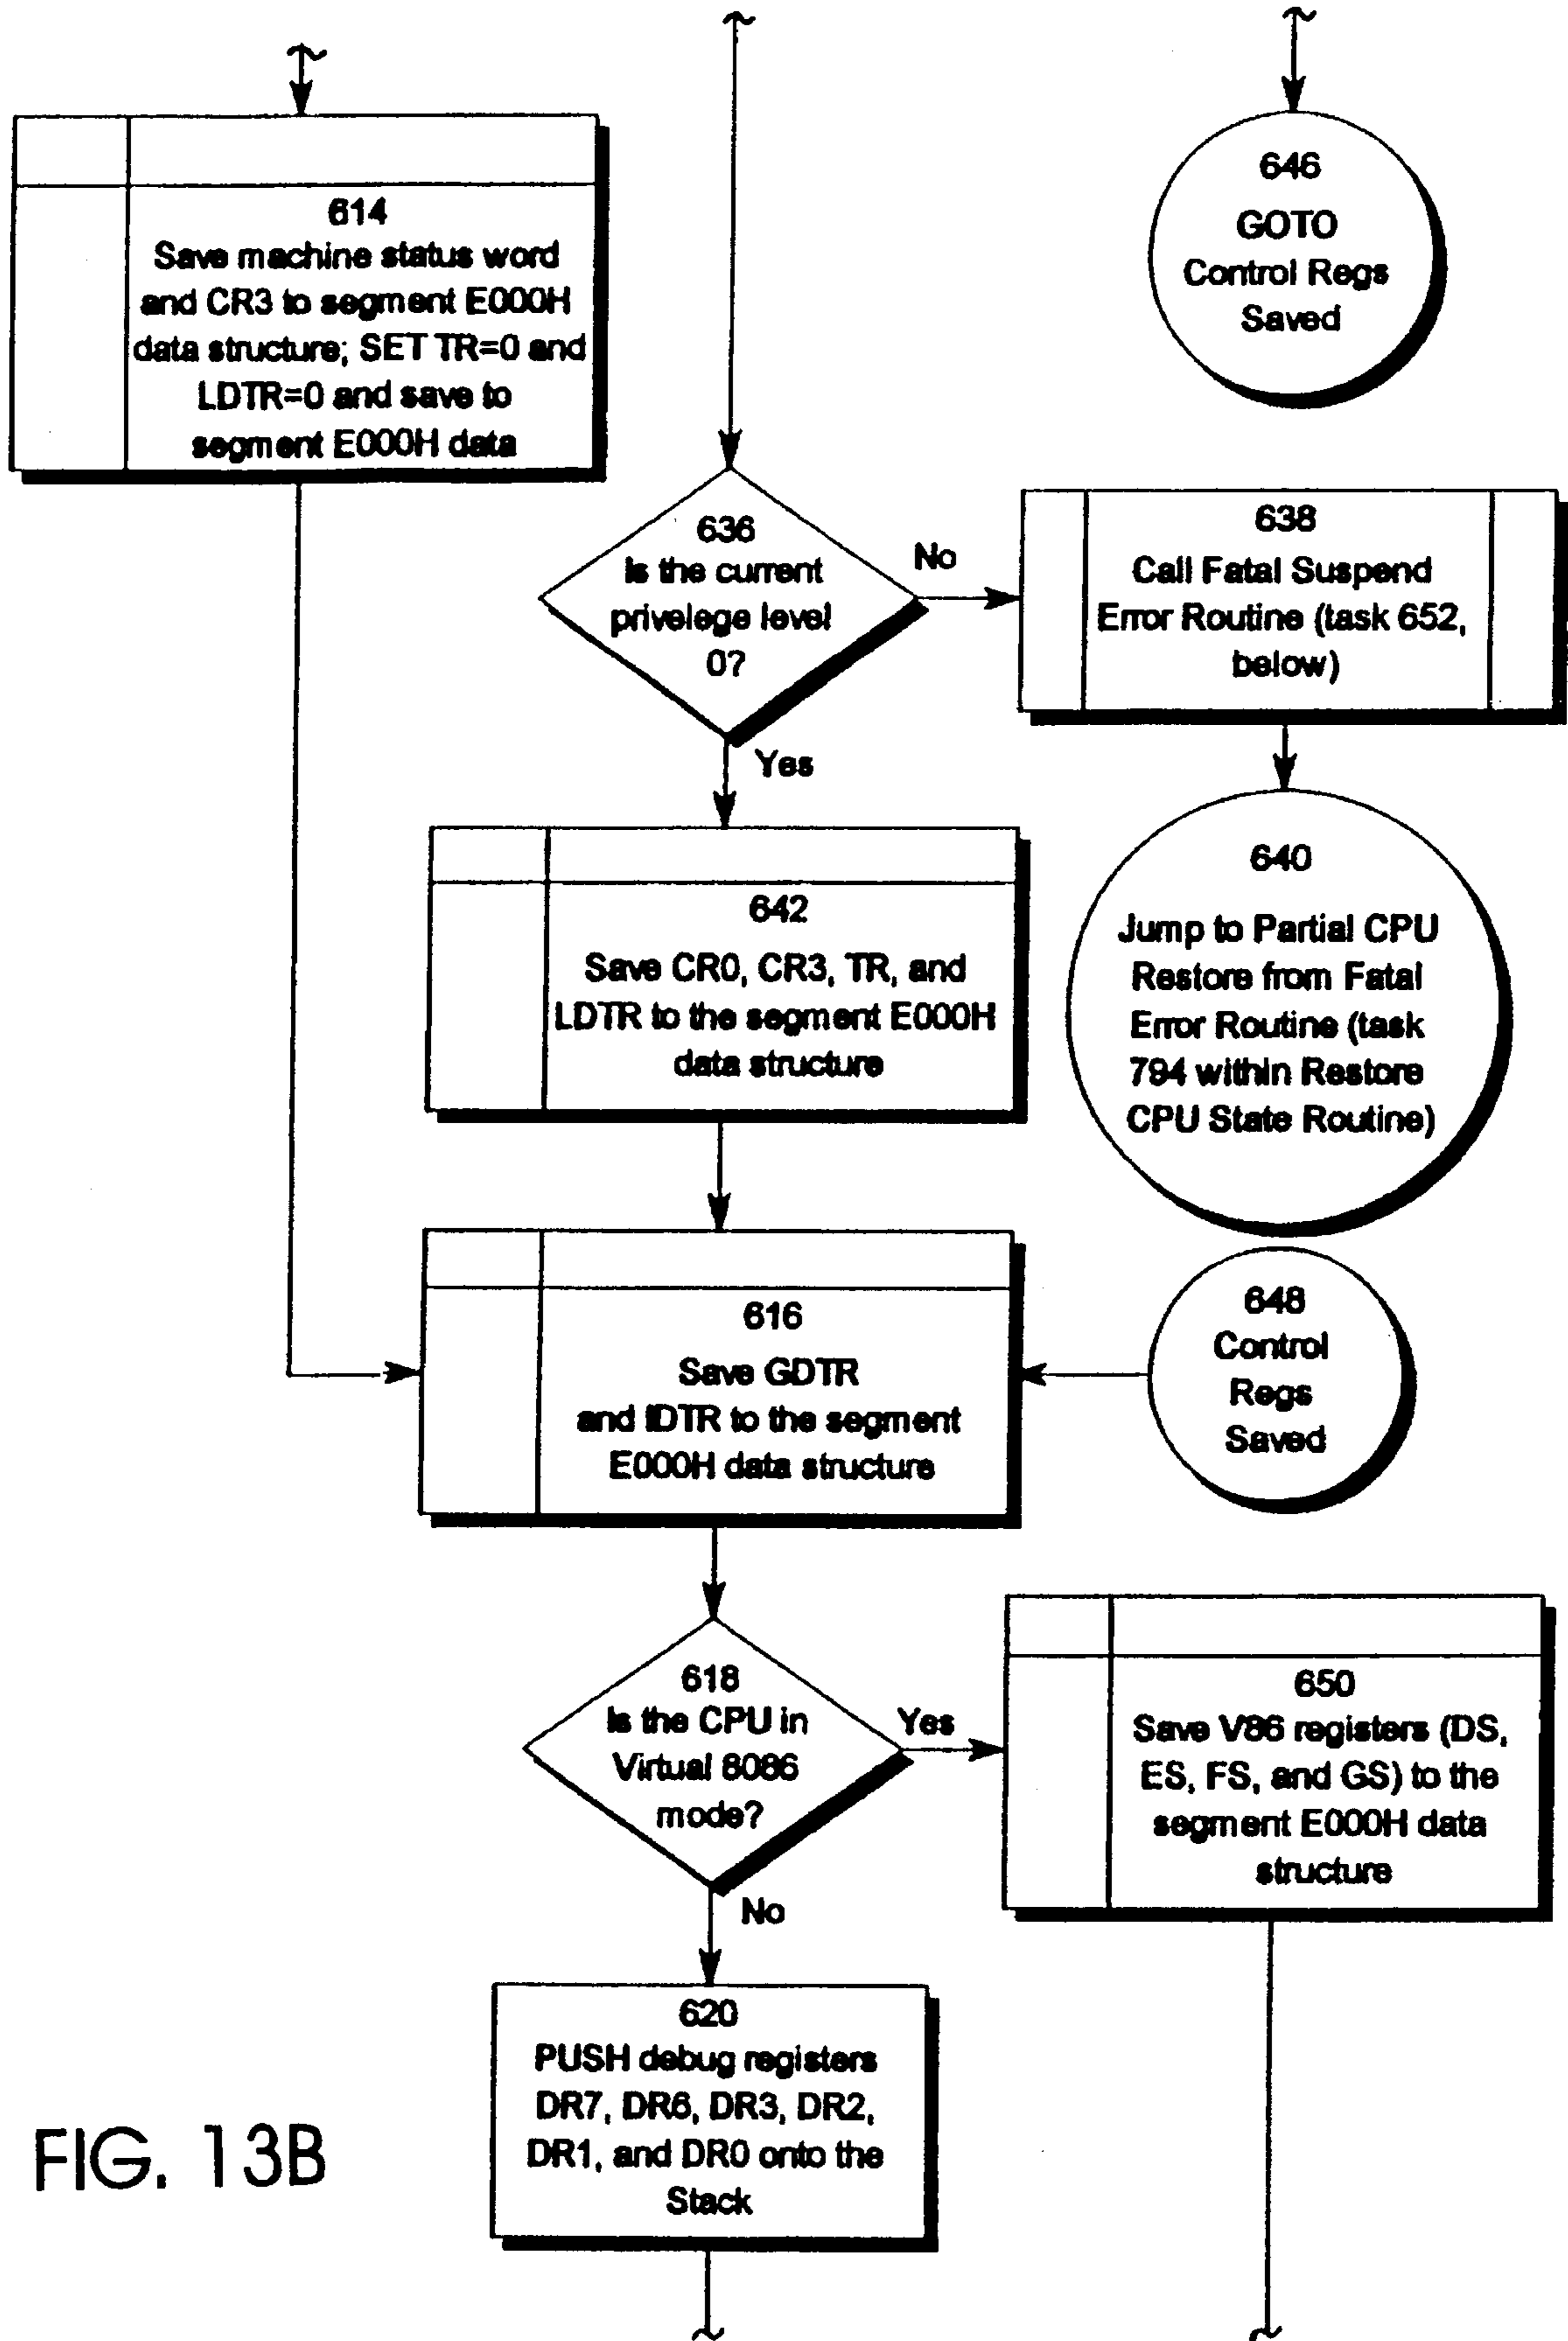 614
Save machine status word
and CR3 to segment E000H
data structure; SET TR=0 and
LDTR=0 and save to
segment E000H data
646
GOTO
Control Regs
Saved
636
Is the current
privelege level
0?
No
Yes
638
Call Fatal Suspend
Error Routine (task 652,
below)
640
Jump to Partial CPU
Restore from Fatal
Error Routine (task
794 within Restore
CPU State Routine)
642
Save CR0, CR3, TR, and
LDTR to the segment E000H
data structure
616
Save GDTR
and IDTR to the segment
E000H data structure
648
Control
Regs
Saved
618
Is the CPU in
Virtual 8086
mode?
Yes
No
650
Save V86 registers (DS,
ES, FS, and GS) to the
segment E000H data
structure
620
PUSH debug registers
DR7, DR6, DR3, DR2,
DR1, and DR0 onto the
Stack
FIG. 13B